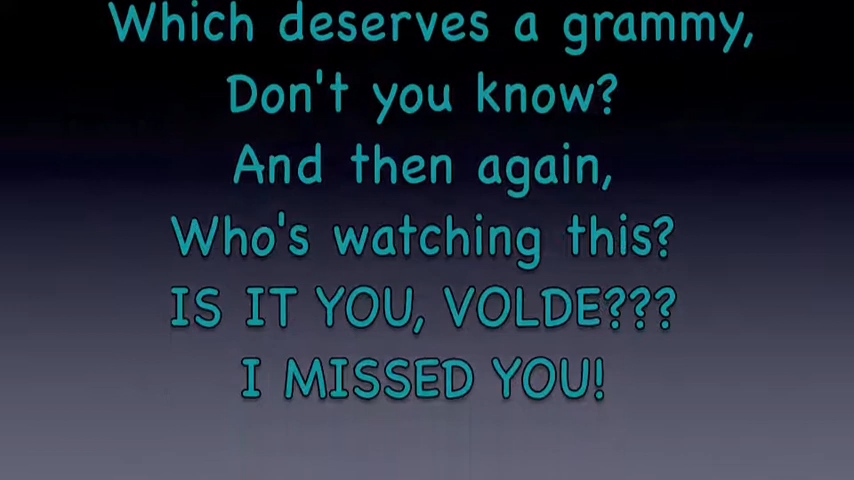 Which deserves a grammy,
Don't you know?
And then again,
Who's watching this?
IS IT YOU, VOLDE???
I MISSED YOU!